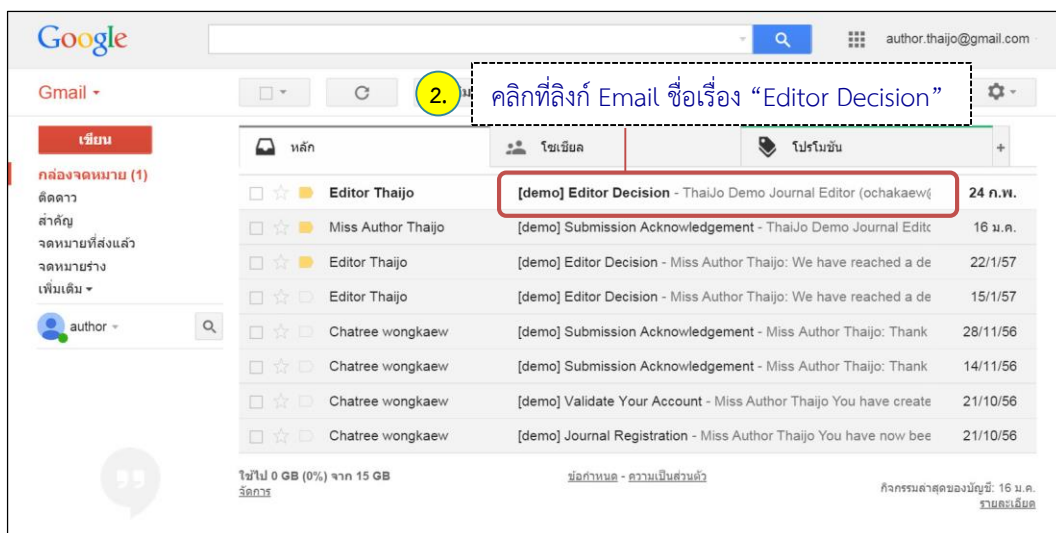 Google
author.thaijo@gmail.com
Gmail
2.
คลิกที่ลิงก์ Email ชื่อเรื่อง “Editor Decision”
เขียน
หลัก
โซเชียล
โปรโมชัน
+
กล่องจดหมาย (1)
ติดดาว
สำคัญ
จดหมายที่ส่งแล้ว
จดหมายร่าง
เพิ่มเติม
author
Editor Thaijo [demo] Editor Decision - ThaiJo Demo Journal Editor (ochakaew@ 24 ก.พ.
Miss Author Thaijo [demo] Submission Acknowledgement - ThaiJo Demo Journal Edito 16 ม.ค.
Editor Thaijo [demo] Editor Decision - Miss Author Thaijo: We have reached a de 22/1/57
Editor Thaijo [demo] Editor Decision - Miss Author Thaijo: We have reached a de 15/1/57
Chatree wongkaew [demo] Submission Acknowledgement - Miss Author Thaijo: Thank 28/11/56
Chatree wongkaew [demo] Submission Acknowledgement - Miss Author Thaijo: Thank 14/11/56
Chatree wongkaew [demo] Validate Your Account - Miss Author Thaijo You have create 21/10/56
Chatree wongkaew [demo] Journal Registration - Miss Author Thaijo You have now bee 21/10/56
ใช้ไป 0 GB (0%) จาก 15 GB
จัดการ
ข้อกำหนด - ความเป็นส่วนตัว
กิจกรรมล่าสุดของบัญชี: 16 ม.ค.
รายละเอียด